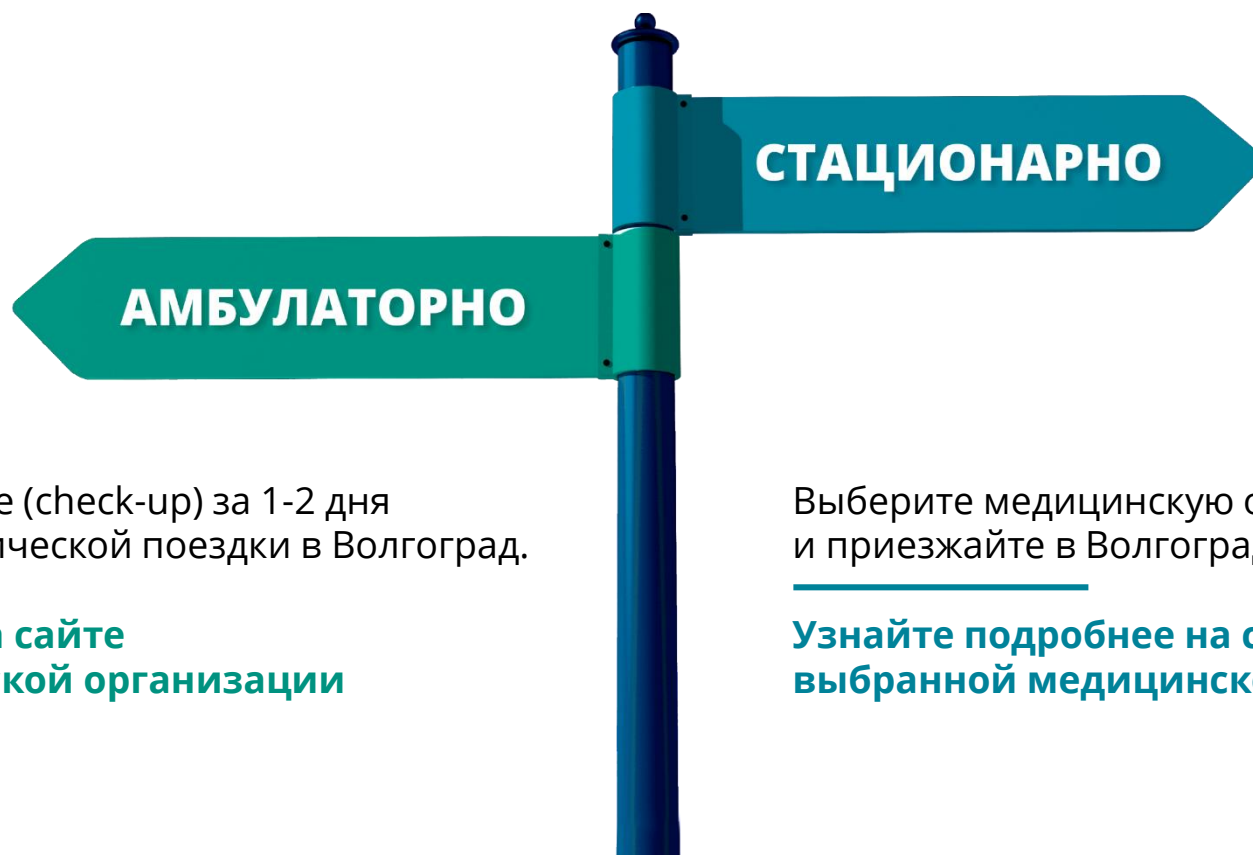 СТАЦИОНАРНО
АМБУЛАТОРНО
е (check-up) за 1-2 дня
ической поездки в Волгоград.
сайте
кой организации
Выберите медицинскую
и приезжайте в Волгоград
Узнайте подробнее на
выбранной медицинск